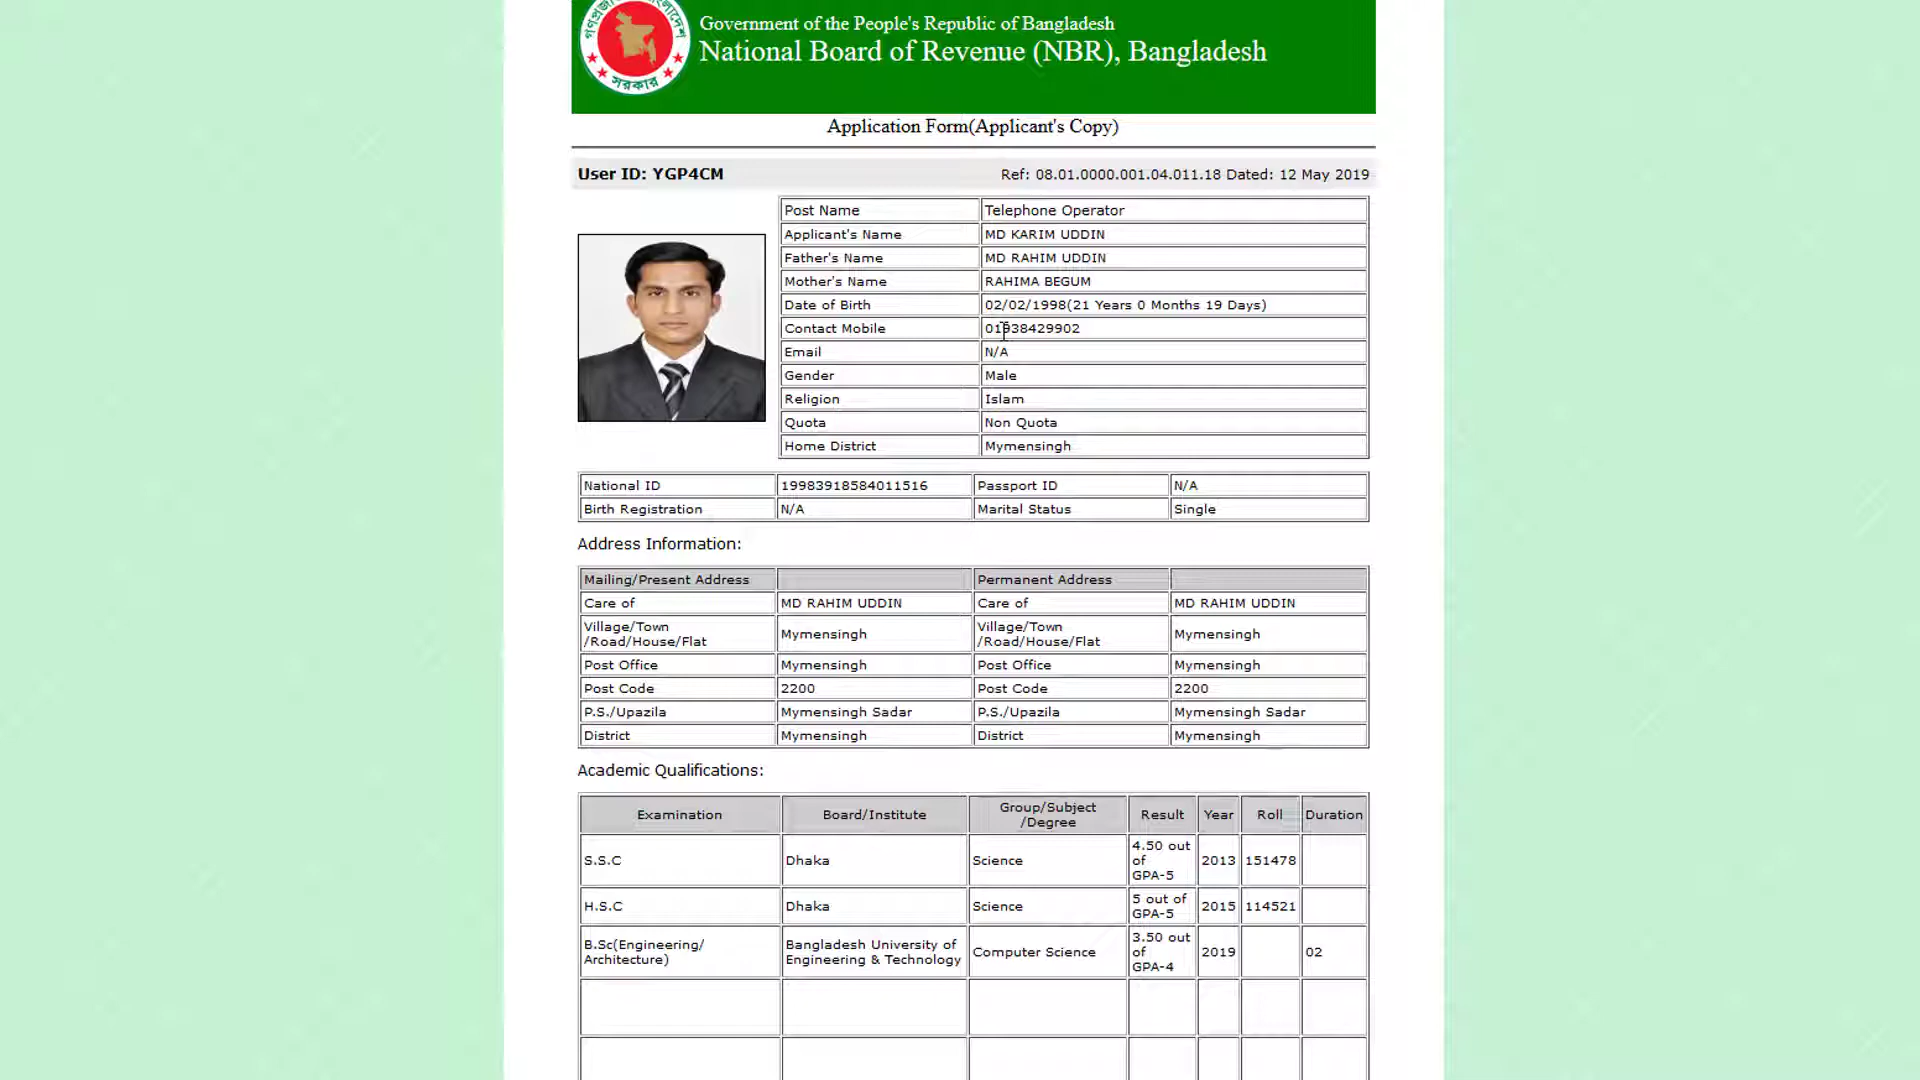 গণপ্রজাতন্ত্রী বাংলাদেশ
সরকার
Government of the People's Republic of Bangladesh
National Board of Revenue (NBR), Bangladesh
Application Form(Applicant's Copy)
User ID: YGP4CM Ref: 08.01.0000.001.04.011.18 Dated: 12 May 2019
Post Name Telephone Operator
Applicant's Name MD KARIM UDDIN
Father's Name MD RAHIM UDDIN
Mother's Name RAHIMA BEGUM
Date of Birth 02/02/1998(21 Years 0 Months 19 Days)
Contact Mobile 01938429902
Email N/A
Gender Male
Religion Islam
Quota Non Quota
Home District Mymensingh
National ID 19983918584011516 Passport ID N/A
Birth Registration N/A Marital Status Single
Address Information:
Mailing/Present Address Permanent Address
Care of MD RAHIM UDDIN Care of MD RAHIM UDDIN
Village/Town
/Road/House/Flat Mymensingh Village/Town
/Road/House/Flat Mymensingh
Post Office Mymensingh Post Office Mymensingh
Post Code 2200 Post Code 2200
P.S./Upazila Mymensingh Sadar P.S./Upazila Mymensingh Sadar
District Mymensingh District Mymensingh
Academic Qualifications:
Examination Board/Institute Group/Subject
/Degree Result Year Roll Duration
S.S.C Dhaka Science 4.50 out
of
GPA-5 2013 151478
H.S.C Dhaka Science 5 out of
GPA-5 2015 114521
B.Sc(Engineering/
Architecture) Bangladesh University of
Engineering & Technology Computer Science 3.50 out
of
GPA-4 2019 02